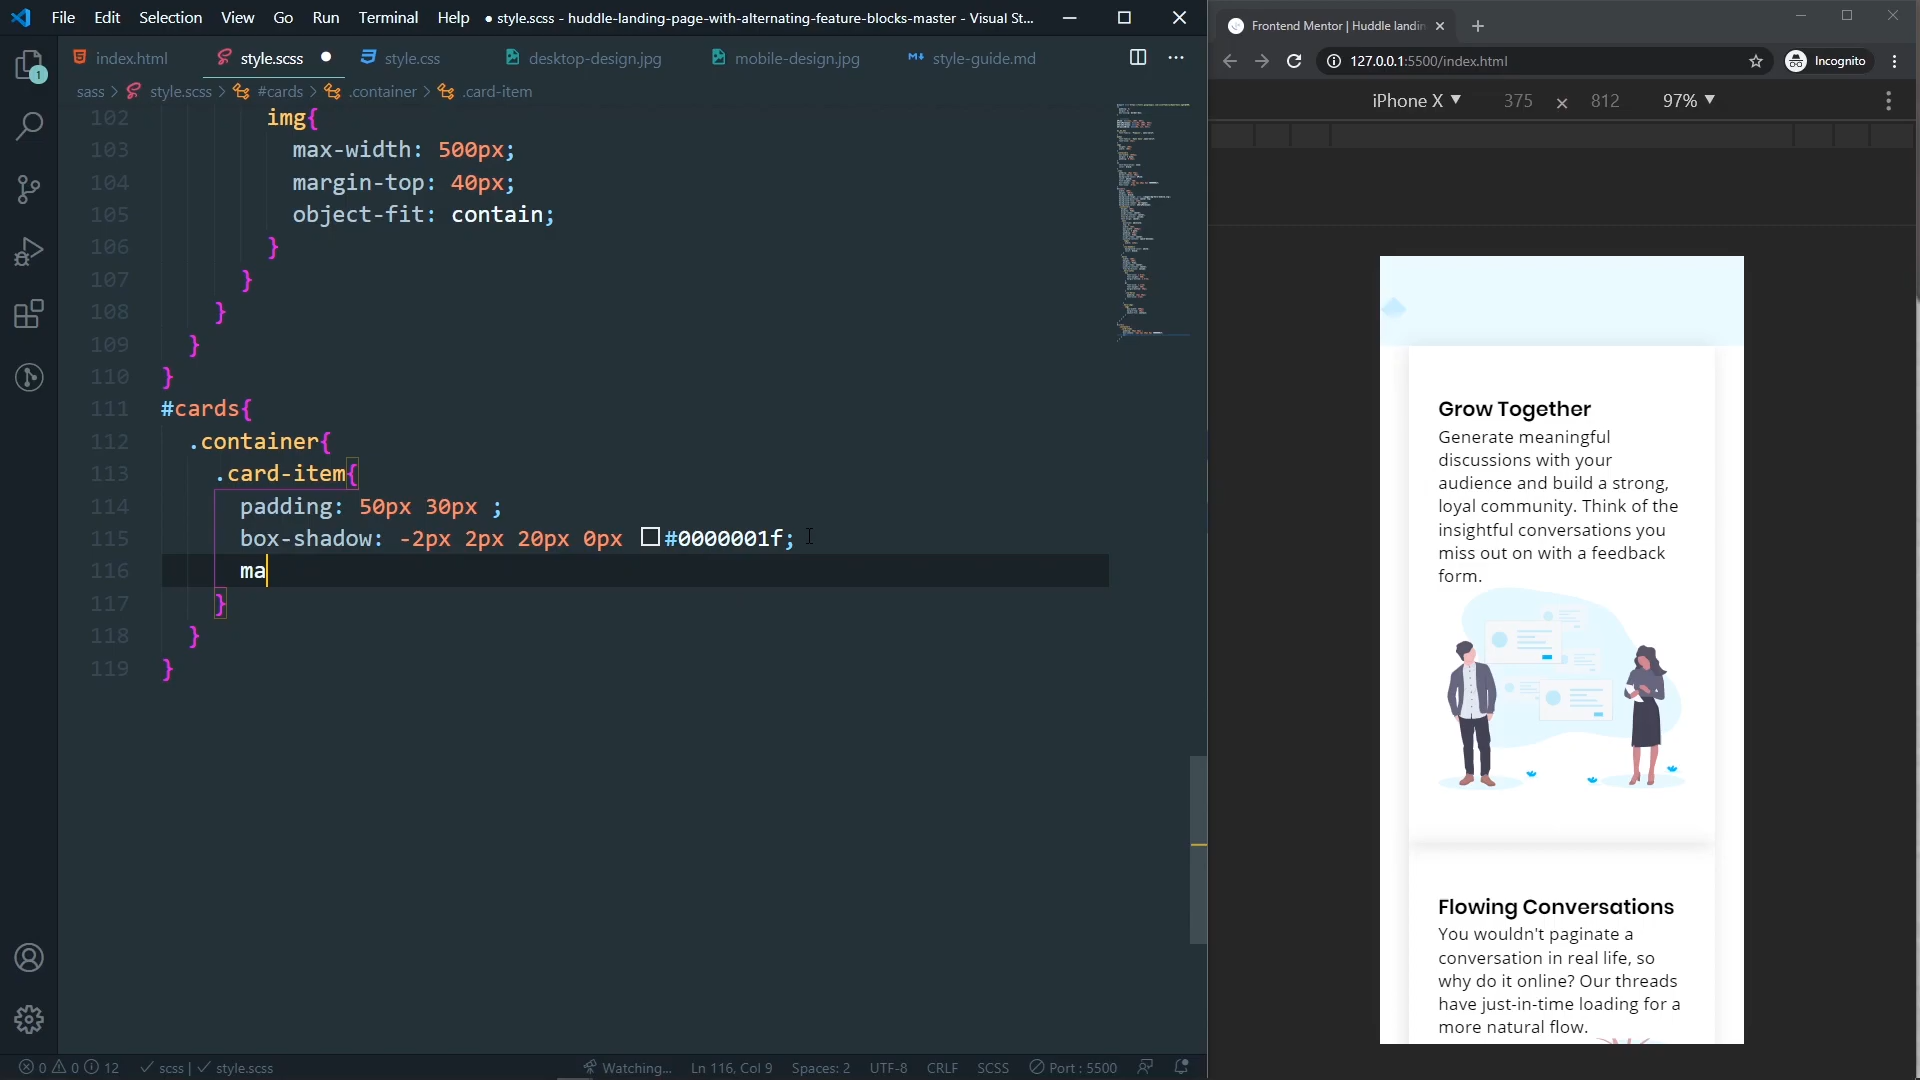 File Edit Selection View Go Run Terminal Help ● style.scss - huddle-landing-page-with-alternating-feature-blocks-master - Visual St...
Frontend Mentor | Huddle landin
index.html style.scss style.css desktop-design.jpg mobile-design.jpg style-guide.md
127.0.0.1:5500/index.html Incognito
1
sass > style.scss > #cards > .container > .card-item
iPhone X 375 × 812 97%
102 img{
103 max-width: 500px;
104 margin-top: 40px;
105 object-fit: contain;
106 }
107 }
108 }
109 }
110 }
111 #cards{
112 .container{
113 .card-item{
114 padding: 50px 30px ;
115 box-shadow: -2px 2px 20px 0px #0000001f;
116 ma
117 }
118 }
119 }
Grow Together
Generate meaningful
discussions with your
audience and build a strong,
loyal community. Think of the
insightful conversations you
miss out on with a feedback
form.
Flowing Conversations
You wouldn't paginate a
conversation in real life, so
why do it online? Our threads
have just-in-time loading for a
more natural flow.
0 0 12 scss | style.scss Watching... Ln 116, Col 9 Spaces: 2 UTF-8 CRLF SCSS Port : 5500